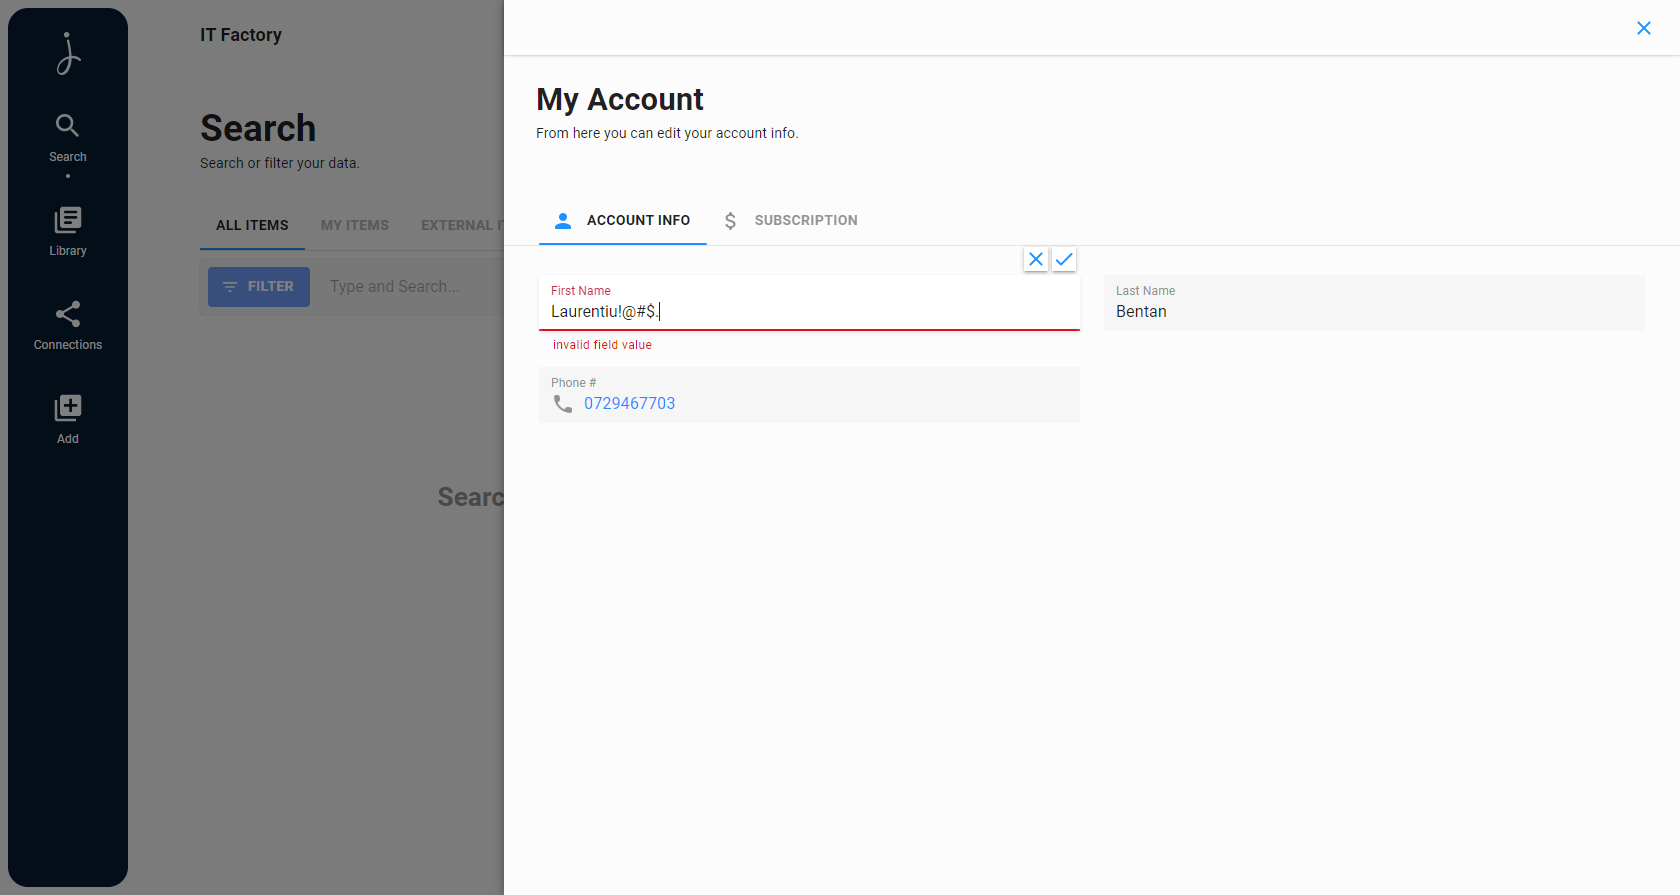 IT Factory
Search
Search or filter your data.
ALL ITEMS
MY ITEMS
EXTERNAL
FILTER
Type and Search...
Search
Library
Connections
Add
My Account
From here you can edit your account info.
ACCOUNT INFO
$ SUBSCRIPTION
First Name
Laurentiu!@#$.
invalid field value
Last Name
Bentan
Phone #
0729467703